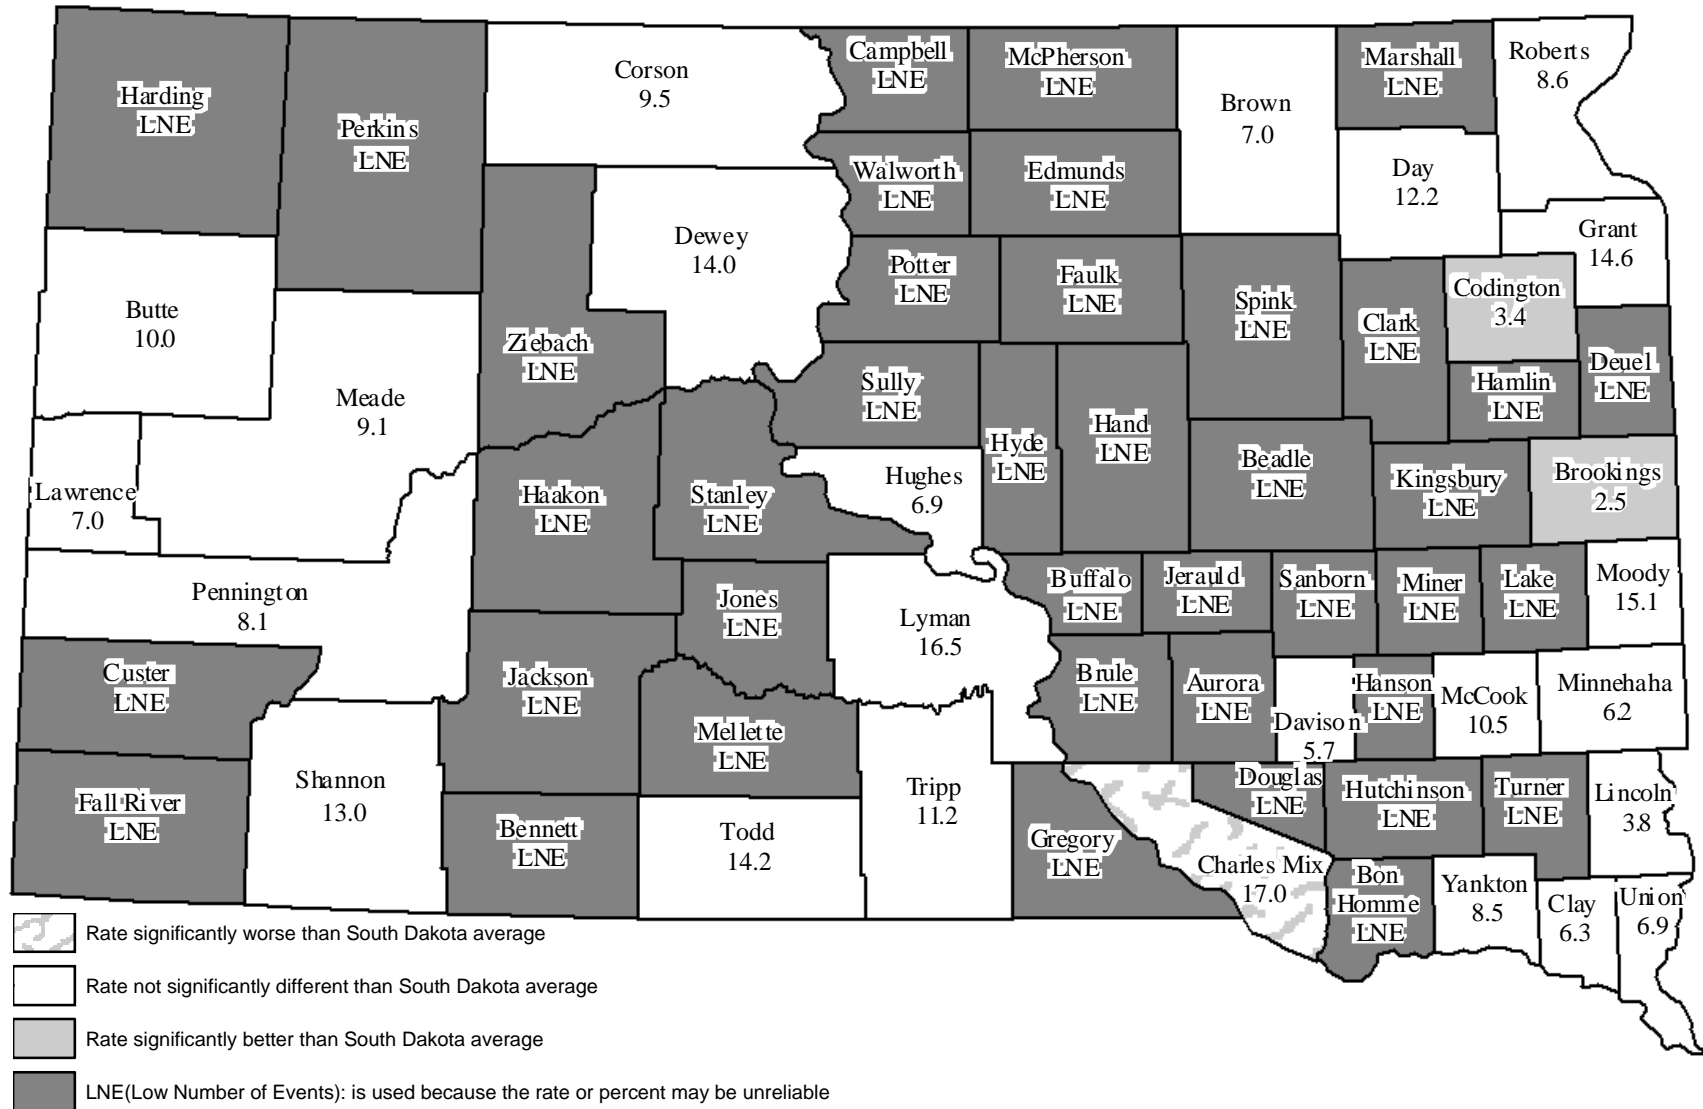 Harding
LNE
Perkins
LNE
Corson
9.5
Campbell
LNE
McPherson
LNE
Brown
7.0
Marshall
LNE
Roberts
8.6
Walworth
LNE
Edmunds
LNE
Day
12.2
Grant
14.6
Butte
10.0
Meade
9.1
Ziebach
LNE
Dewey
14.0
Potter
LNE
Faulk
LNE
Spink
LNE
Clark
LNE
Codington
3.4
Hamlin
LNE
Deuel
LNE
Sully
LNE
Hyde
LNE
Hand
LNE
Beadle
LNE
Kingsbury
LNE
Brookings
2.5
Lawrence
7.0
Haakon
LNE
Stanley
LNE
Hughes
6.9
Pennington
8.1
Jones
LNE
Lyman
16.5
Buffalo
LNE
Jerauld
LNE
Sanborn
LNE
Miner
LNE
Lake
LNE
Moody
15.1
Custer
LNE
Jackson
LNE
Mellette
LNE
Brule
LNE
Aurora
LNE
Davison
5.7
Hanson
LNE
McCook
10.5
Minnehaha
6.2
Fall River
LNE
Shannon
13.0
Bennett
LNE
Todd
14.2
Tripp
11.2
Gregory
LNE
Charles Mix
17.0
Douglas
LNE
Hutchinson
LNE
Turner
LNE
Lincoln
3.8
Bon
Homme
LNE
Yankton
8.5
Clay
6.3
Union
6.9
Rate significantly worse than South Dakota average
Rate not significantly different than South Dakota average
Rate significantly better than South Dakota average
LNE(Low Number of Events): is used because the rate or percent may be unreliable